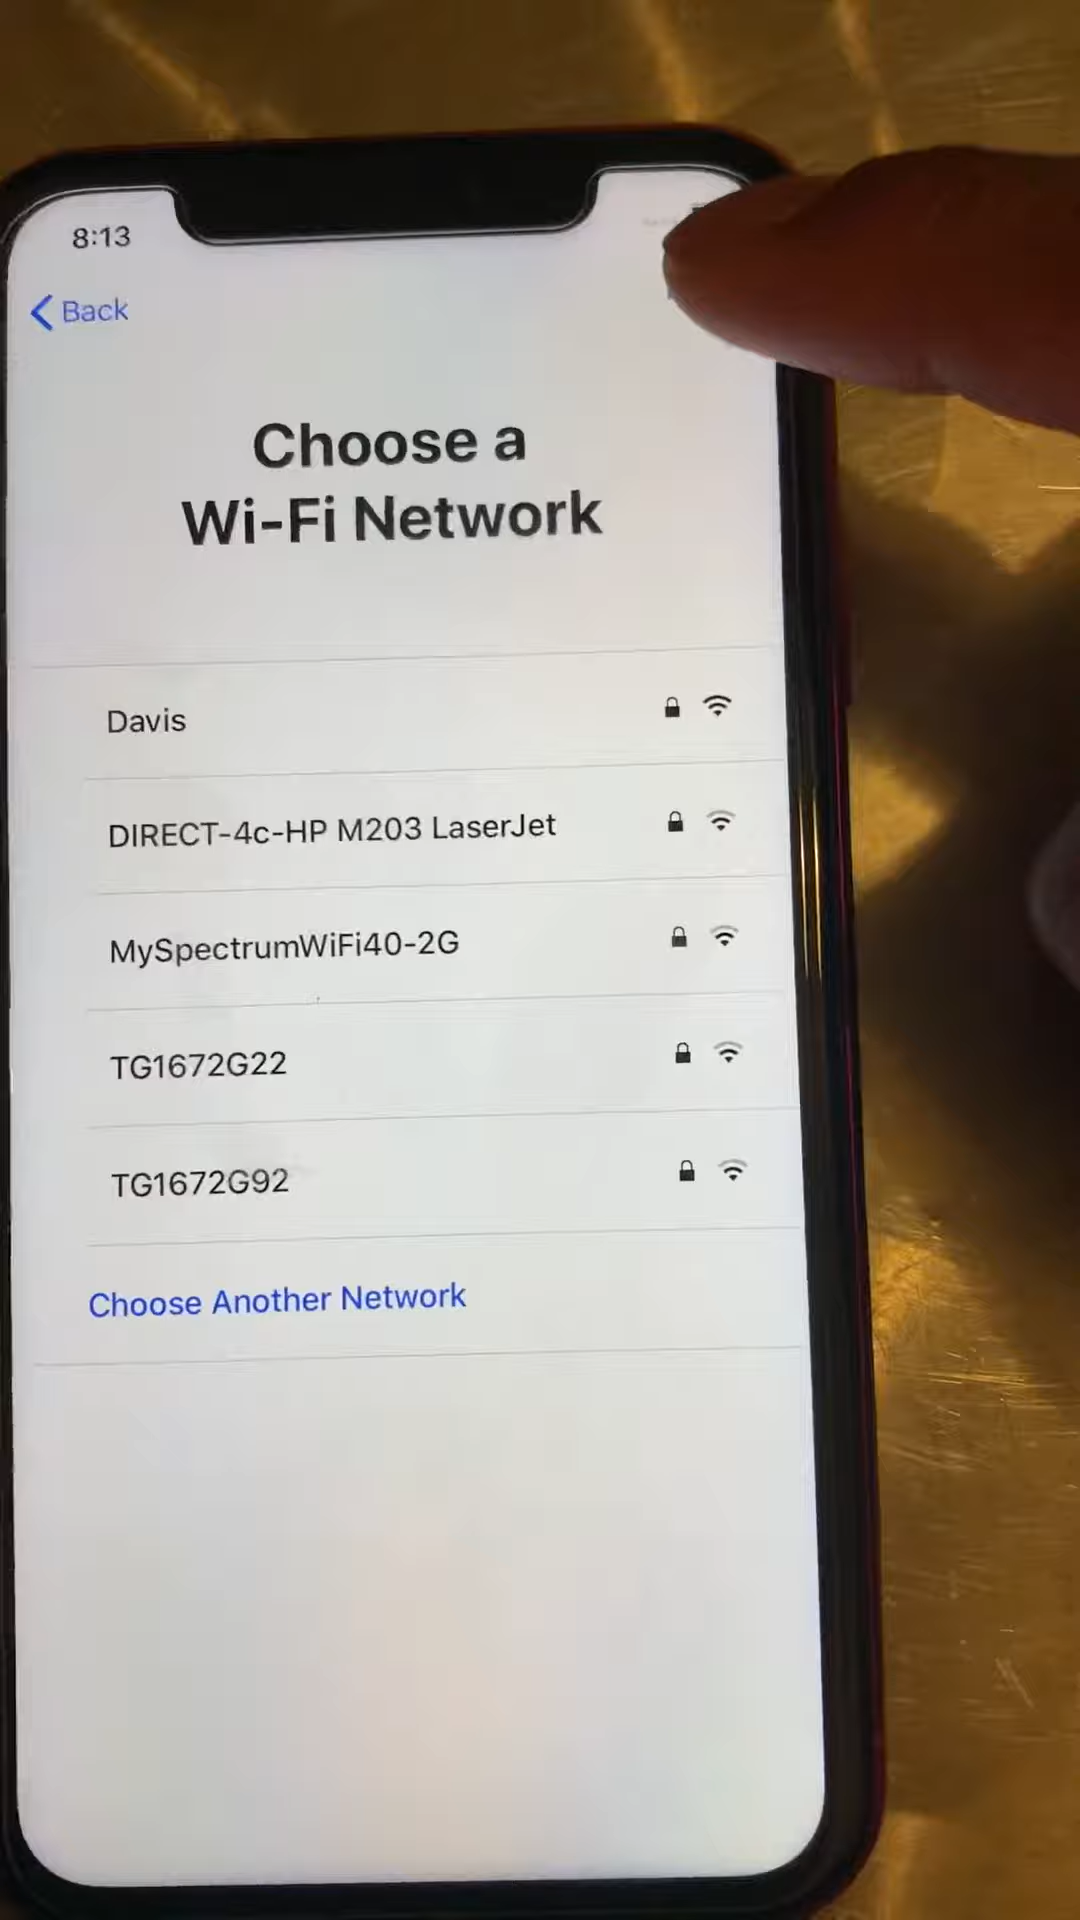 8:13
Back
Choose a
Wi-Fi Network
Davis
DIRECT-4c-HP M203 LaserJet
MySpectrumWiFi40-2G
TG1672G22
TG1672G92
Choose Another Network